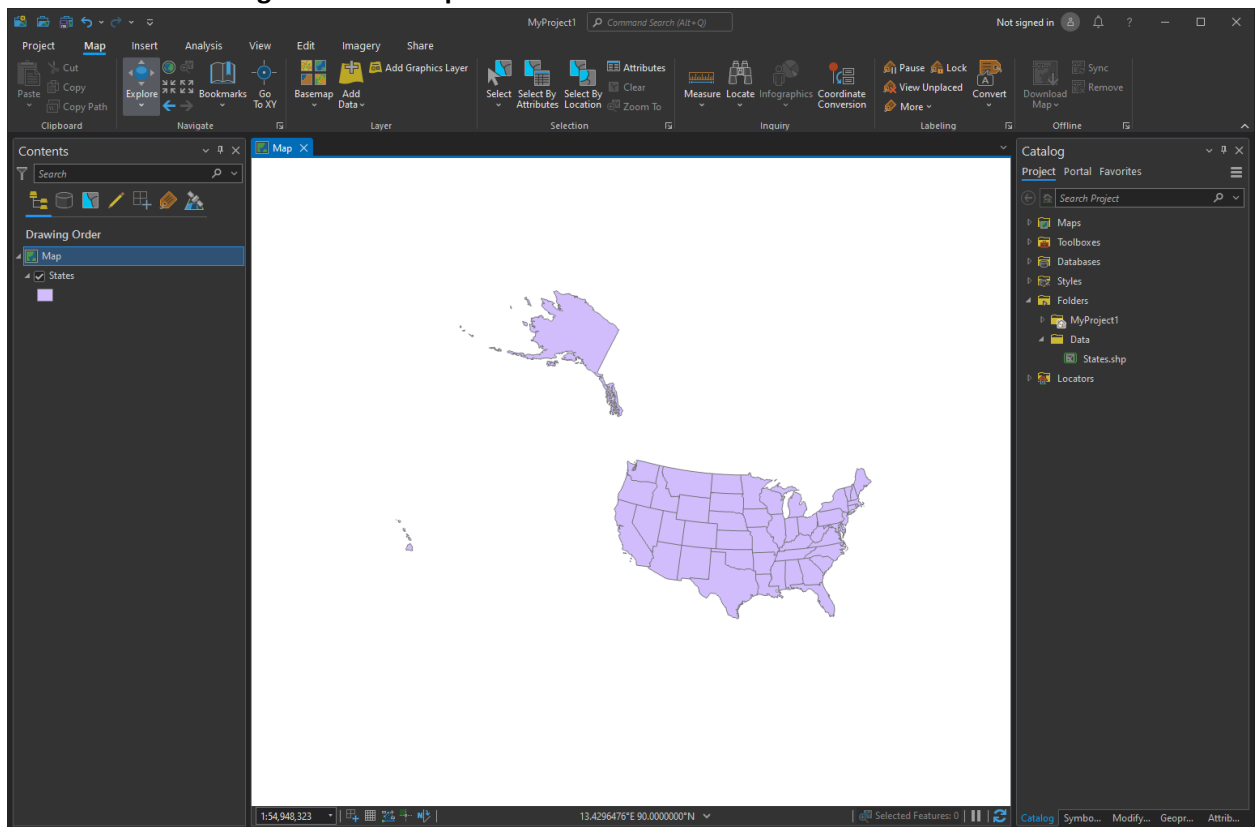 MyProject1 Command Search (Alt+Q) Not signed in ?
Project Map Insert Analysis View Edit Imagery Share
Paste Cut Copy Copy Path
Explore Bookmarks Go To XY
Basemap Add Data Add Graphics Layer
Select Select By Attributes Select By Location Attributes Clear Zoom To
Measure Locate Infographics Coordinate Conversion
Pause Lock View Unplaced More Convert
Download Map Sync Remove
Clipboard Navigate Layer Selection Inquiry Labeling Offline
Contents
Search
Drawing Order
Map
States
Map
Catalog
Project Portal Favorites
Search Project
Maps
Toolboxes
Databases
Styles
Folders
MyProject1
Data
States.shp
Locators
1:54,948,323 13.4296476°E 90.0000000°N Selected Features: 0
Catalog Symbo... Modify... Geopr... Attrib...